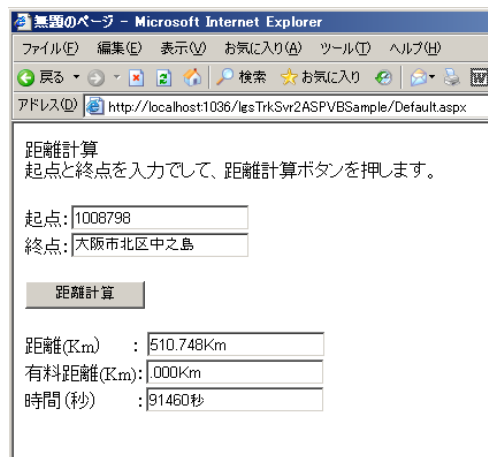 無題のページ - Microsoft Internet Explorer
ファイル(F) 編集(E) 表示(V) お気に入り(A) ツール(T) ヘルプ(H)
戻る 検索 お気に入り
アドレス(D) http://localhost:1036/lgsTrkSvr2ASPVBSample/Default.aspx
距離計算
起点と終点を入力でして、距離計算ボタンを押します。
起点: 1008798
終点: 大阪市北区中之島
距離計算
距離(Km) : 510.748Km
有料距離(Km): .000Km
時間(秒) : 91460秒